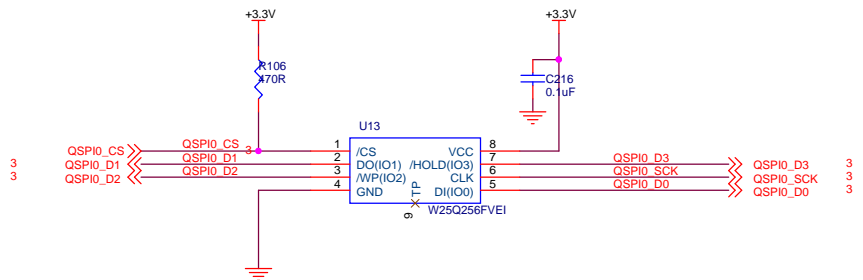 +3.3V
+3.3V
R106
470R
C216
0.1uF
U13
QSPI0_CS
QSPI0_CS
3
1
/CS
VCC
8
3
QSPI0_D1
QSPI0_D1
2
DO(IO1)
/HOLD(IO3)
7
QSPI0_D3
QSPI0_D3
3
3
QSPI0_D2
QSPI0_D2
3
/WP(IO2)
CLK
6
QSPI0_SCK
QSPI0_SCK
3
4
GND
DI(IO0)
5
QSPI0_D0
QSPI0_D0
3
TP
9
W25Q256FVEI